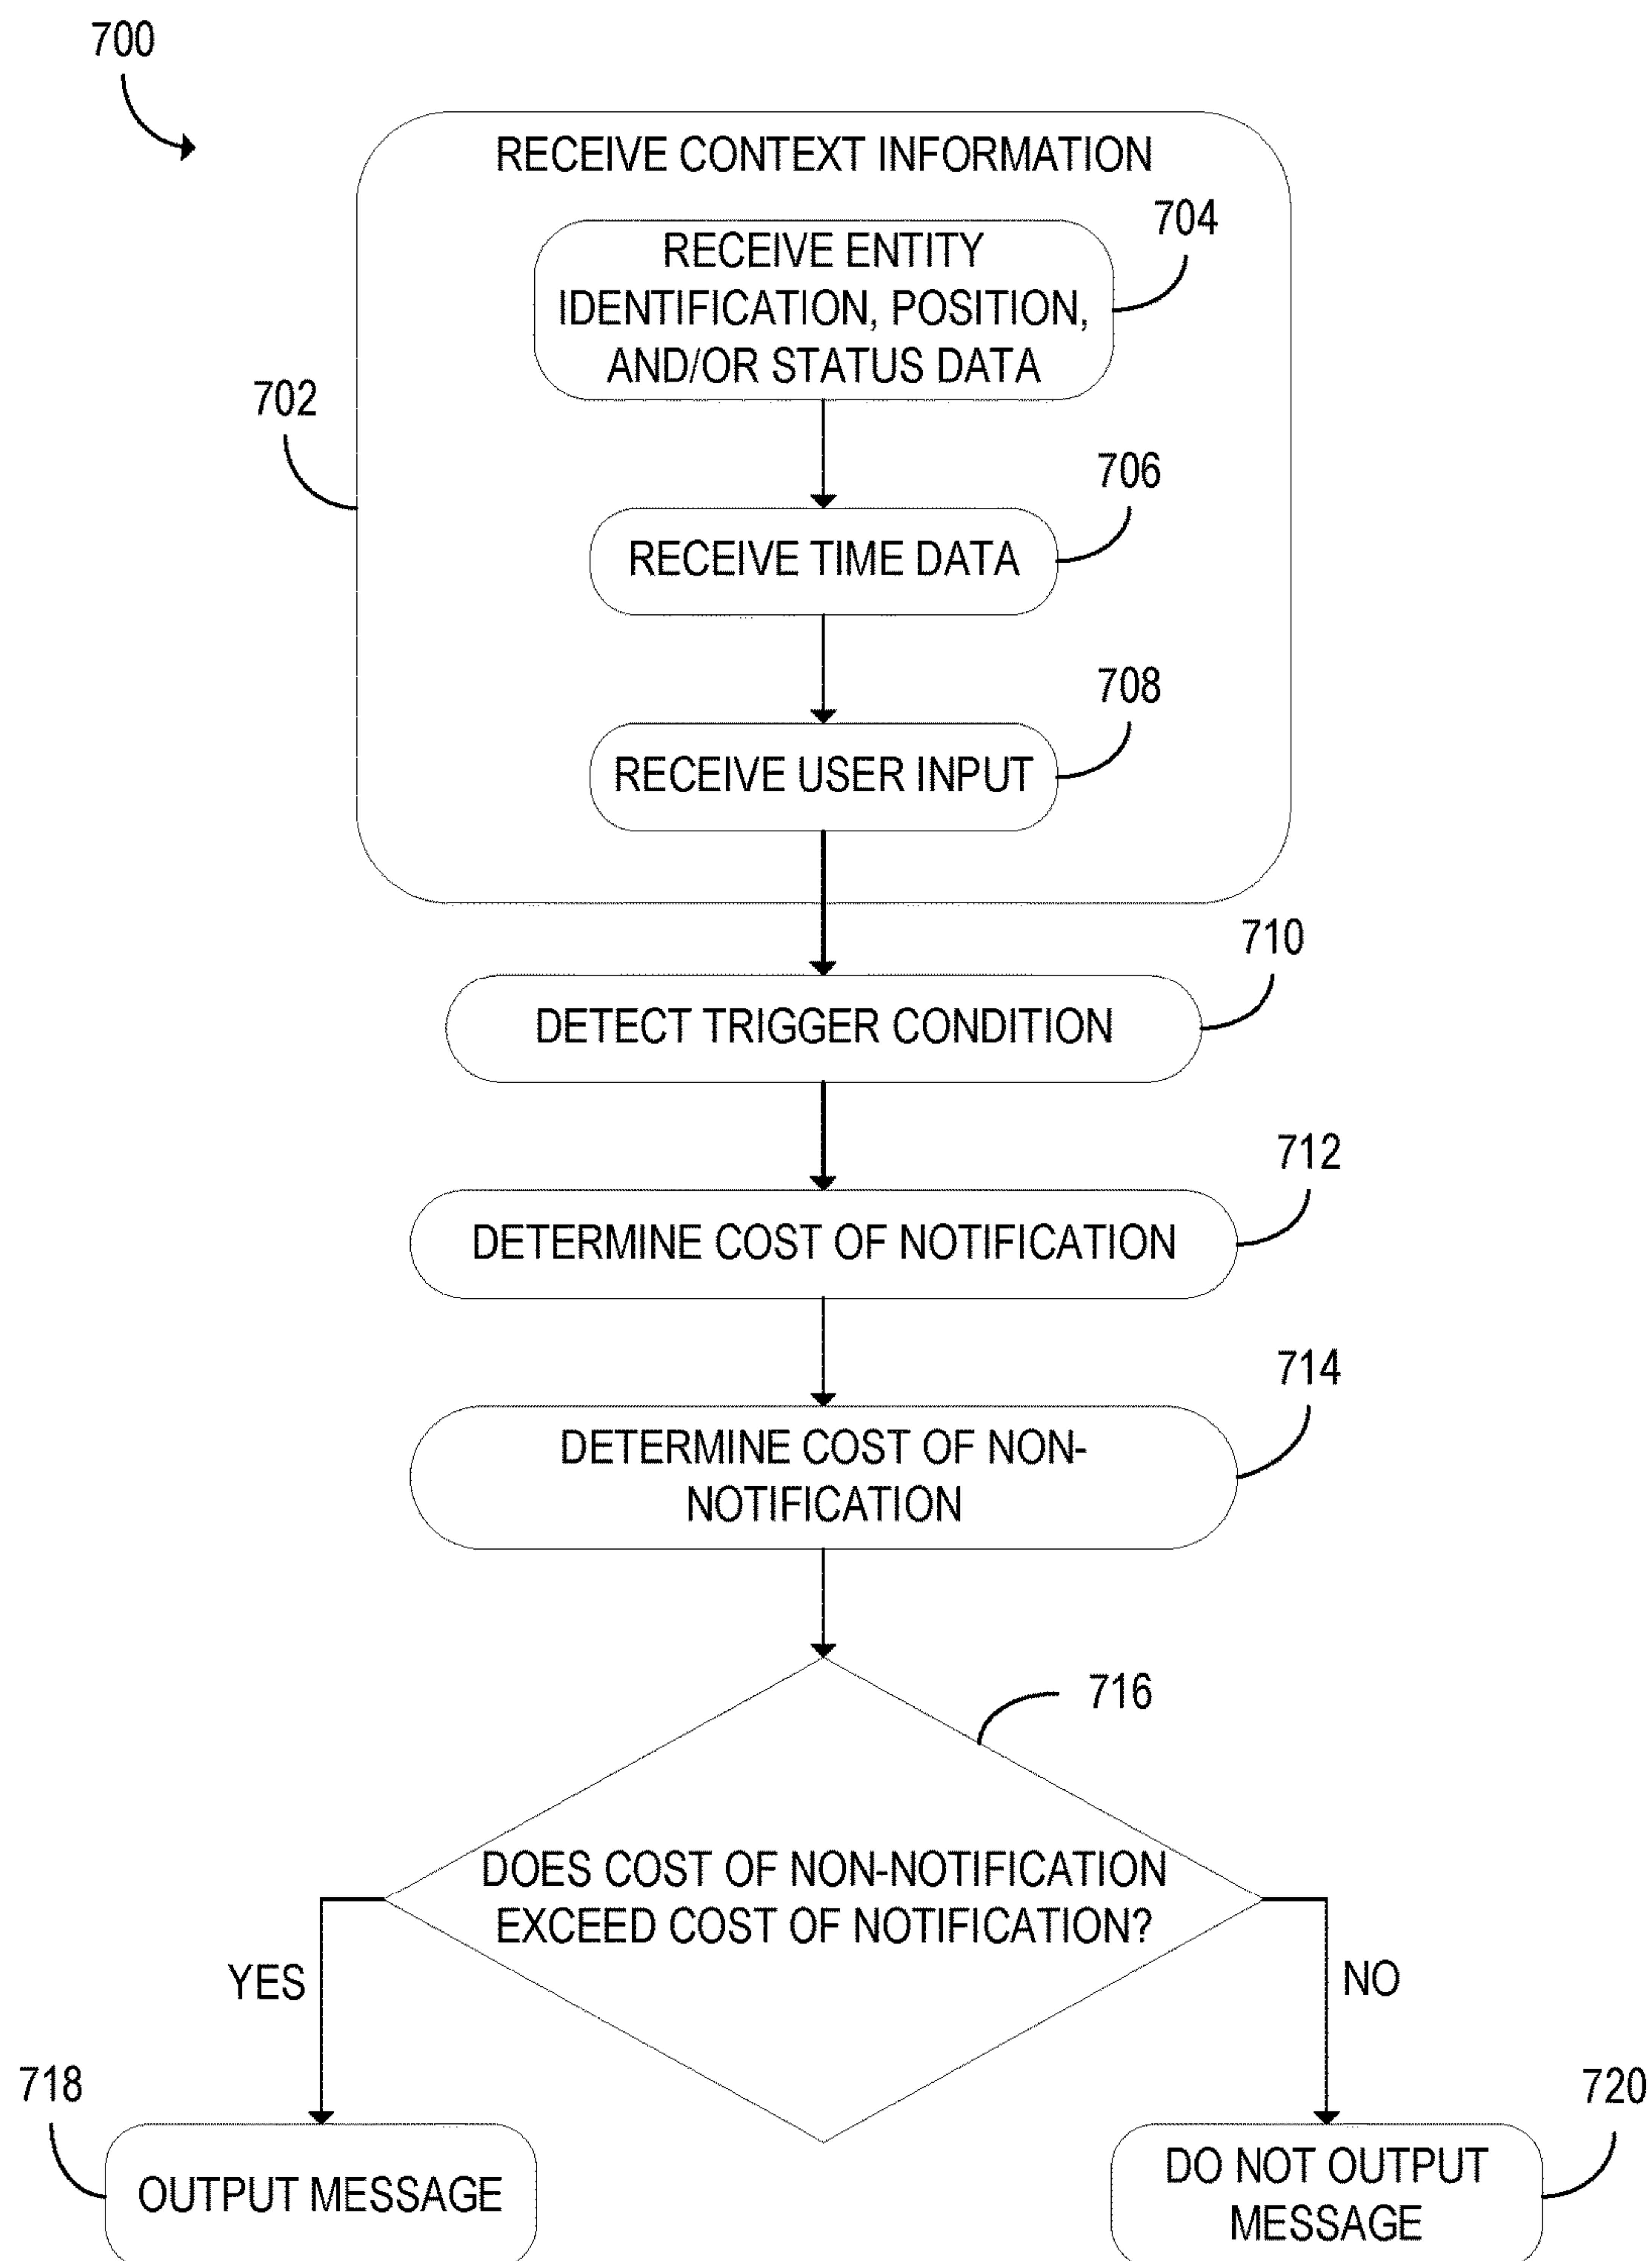 700
RECEIVE CONTEXT INFORMATION
704
RECEIVE ENTITY
IDENTIFICATION, POSITION,
AND/OR STATUS DATA
702
706
RECEIVE TIME DATA
708
RECEIVE USER INPUT
710
DETECT TRIGGER CONDITION
712
DETERMINE COST OF NOTIFICATION
714
DETERMINE COST OF NON-
NOTIFICATION
716
DOES COST OF NON-NOTIFICATION
EXCEED COST OF NOTIFICATION?
YES
NO
718
OUTPUT MESSAGE
720
DO NOT OUTPUT
MESSAGE